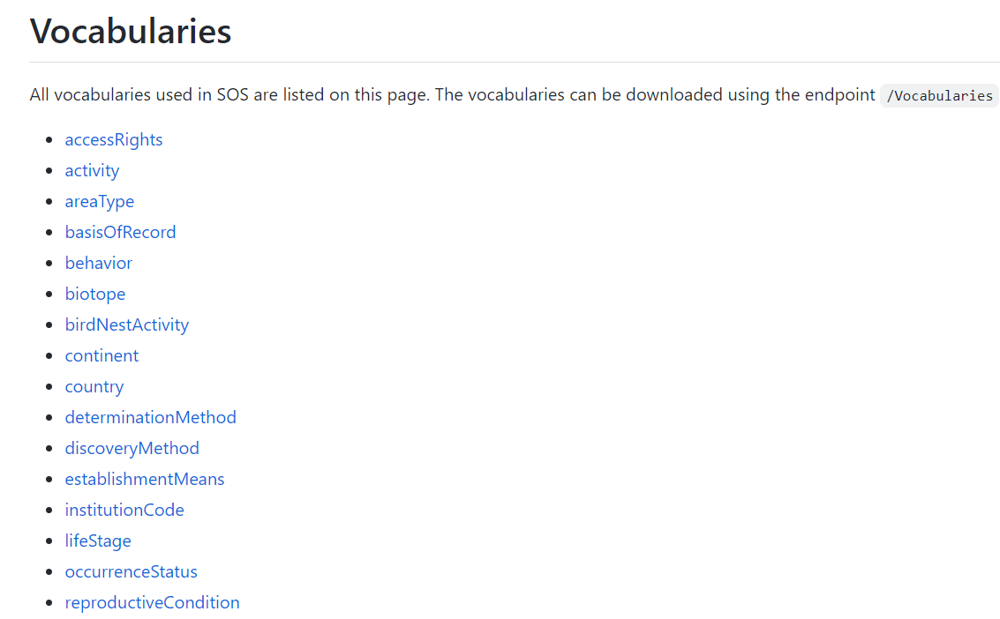 Vocabularies
All vocabularies used in SOS are listed on this page. The vocabularies can be downloaded using the endpoint /Vocabularies
accessRights
activity
areaType
basisOfRecord
behavior
biotope
birdNestActivity
continent
country
determinationMethod
discoveryMethod
establishmentMeans
institutionCode
lifeStage
occurrenceStatus
reproductiveCondition